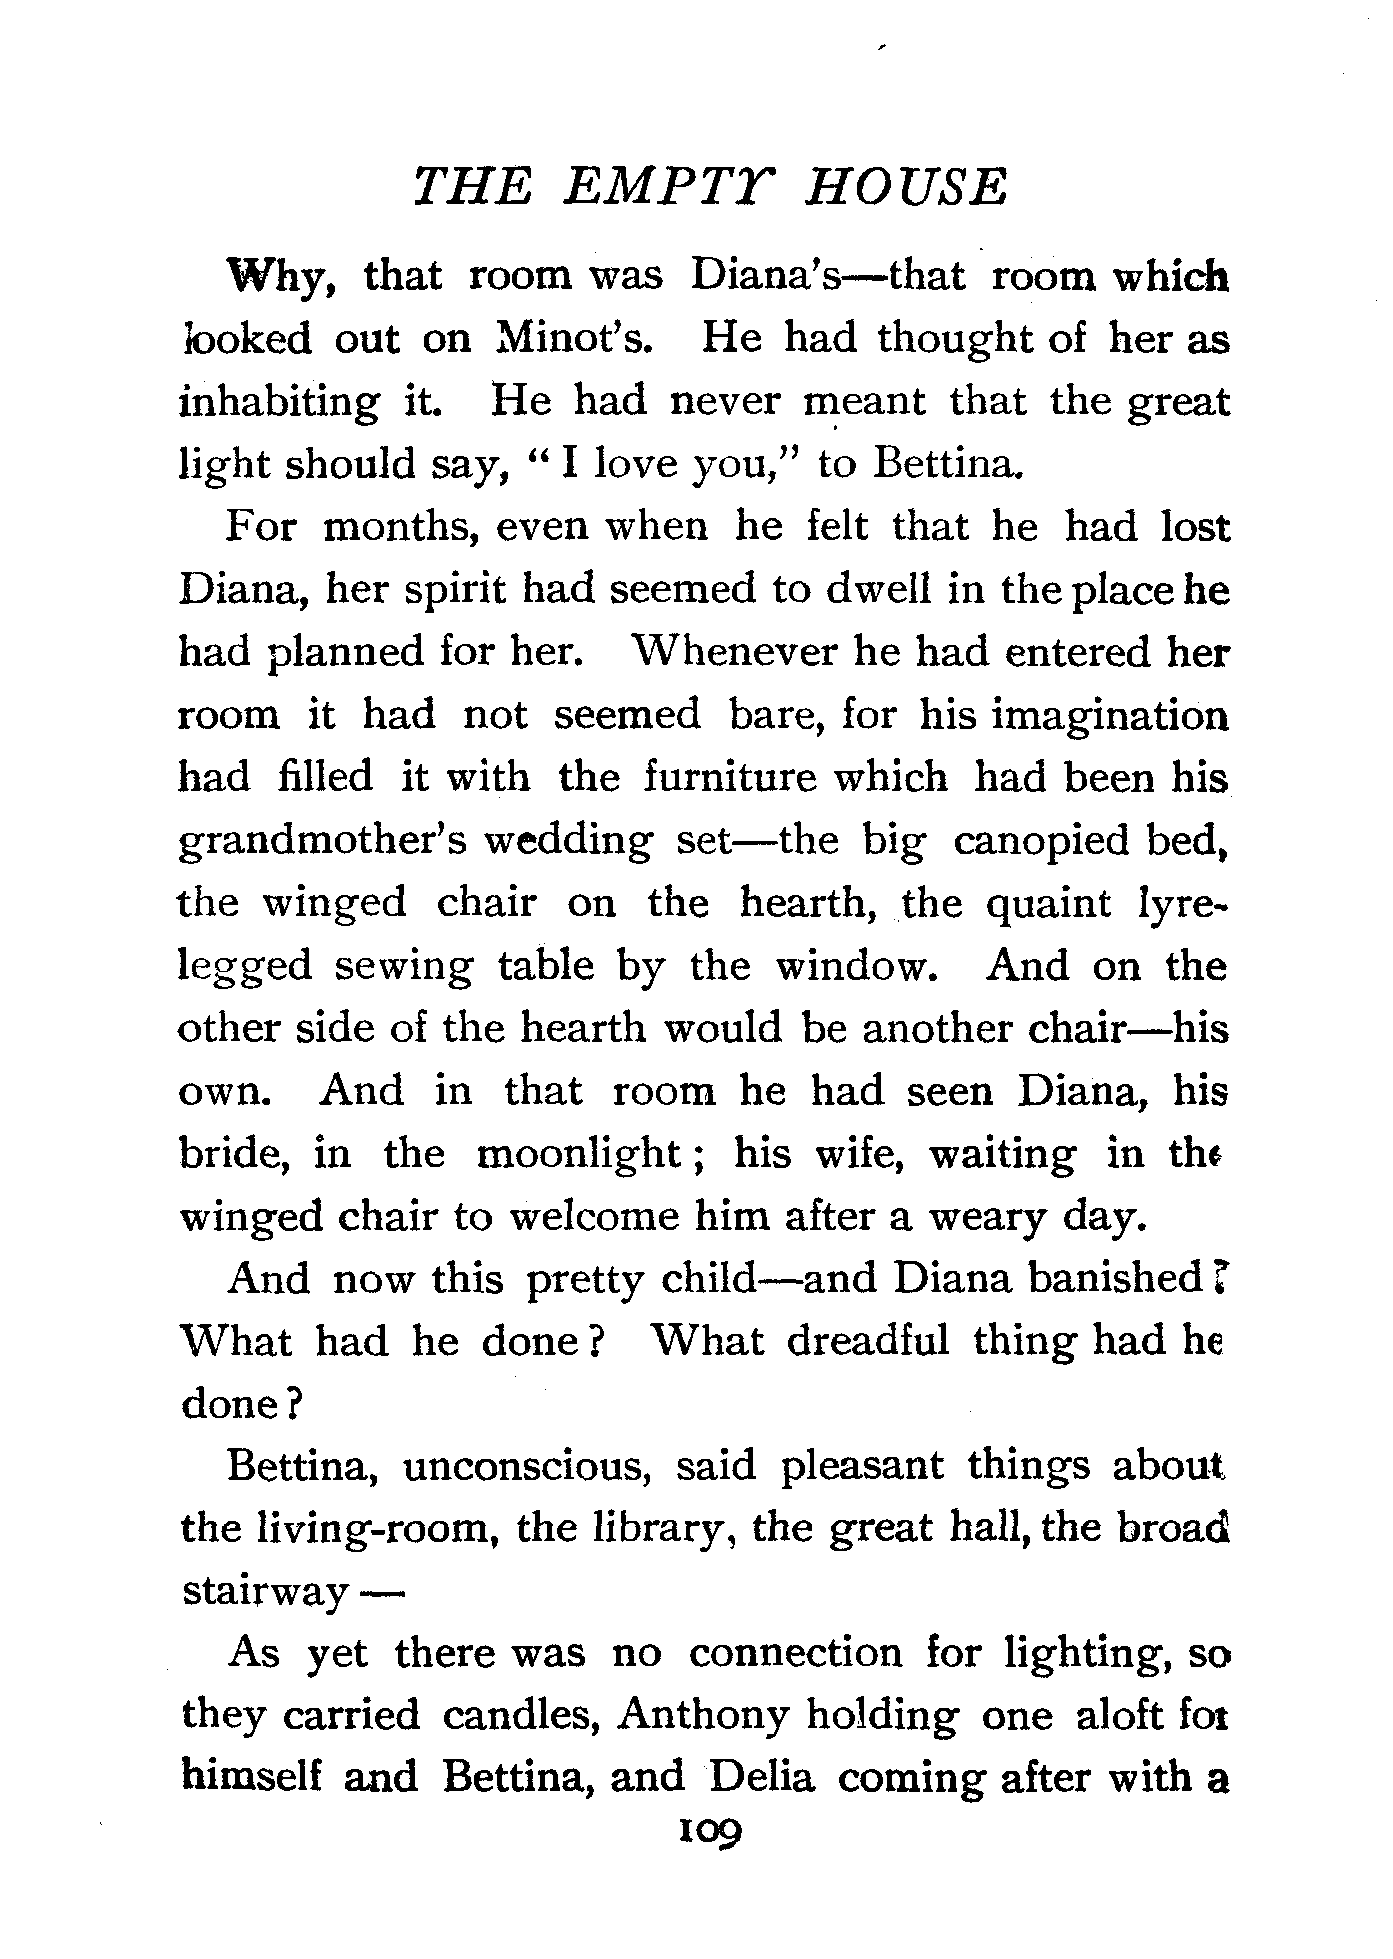 THE EMPTY HOUSE
Why, that room was Diana's—that room which
looked out on Minot's. He had thought of her as
inhabiting it. He had never meant that the great
light should say, “ I love you,” to Bettina.
For months, even when he felt that he had lost
Diana, her spirit had seemed to dwell in the place he
had planned for her. Whenever he had entered her
room it had not seemed bare, for his imagination
had filled it with the furniture which had been his
grandmother's wedding set—the big canopied bed,
the winged chair on the hearth, the quaint lyre-
legged sewing table by the window. And on the
other side of the hearth would be another chair—his
own. And in that room he had seen Diana, his
bride, in the moonlight ; his wife, waiting in the
winged chair to welcome him after a weary day.
And now this pretty child—and Diana banished ?
What had he done ? What dreadful thing had he
done ?
Bettina, unconscious, said pleasant things about
the living-room, the library, the great hall, the broad
stairway —
As yet there was no connection for lighting, so
they carried candles, Anthony holding one aloft for
himself and Bettina, and Delia coming after with a
109